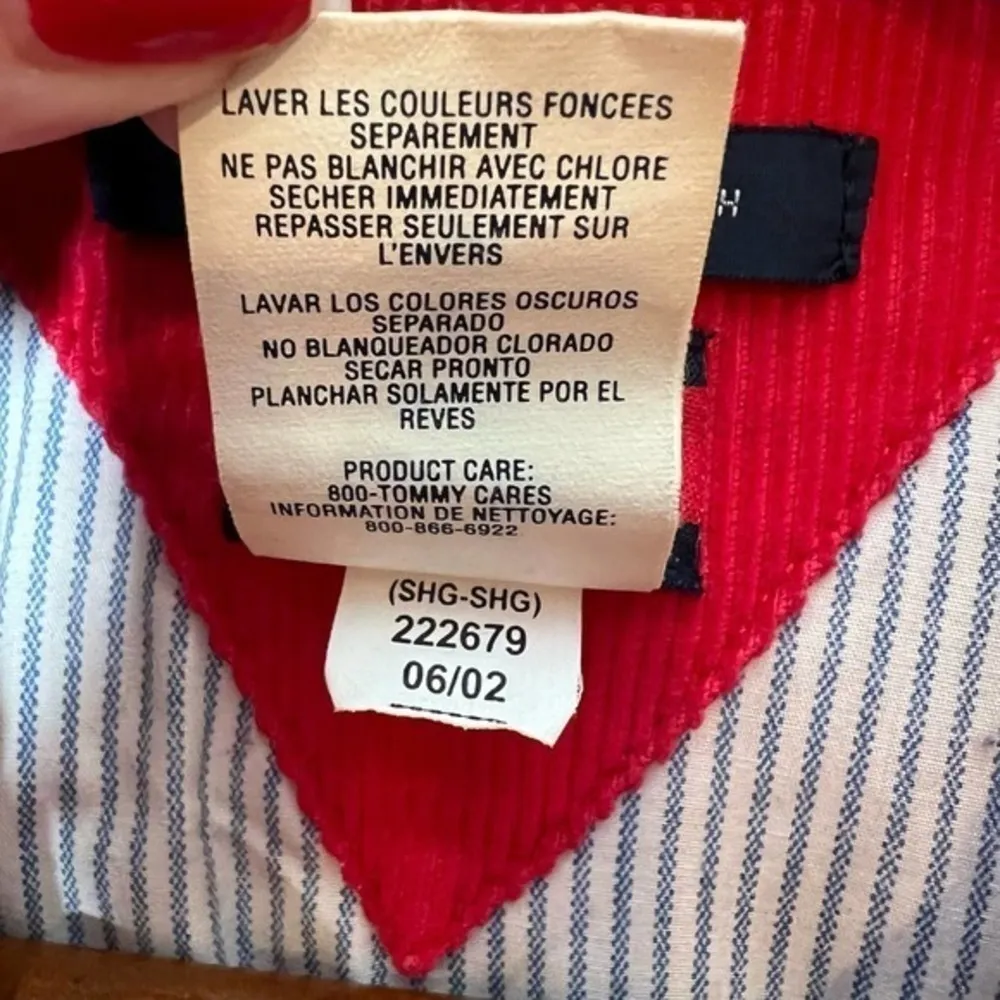 LAVER LES COULEURS FONCEES
SEPAREMENT
NE PAS BLANCHIR AVEC CHLORE
SECHER IMMEDIATEMENT
REPASSER SEULEMENT SUR
L'ENVERS
LAVAR LOS COLORES OSCUROS
SEPARADO
NO BLANQUEADOR CLORADO
SECAR PRONTO
PLANCHAR SOLAMENTE POR EL
REVES
PRODUCT CARE:
800-TOMMY CARES
INFORMATION DE NETTOYAGE:
800-866-6922
(SHG-SHG)
222679
06/02
H